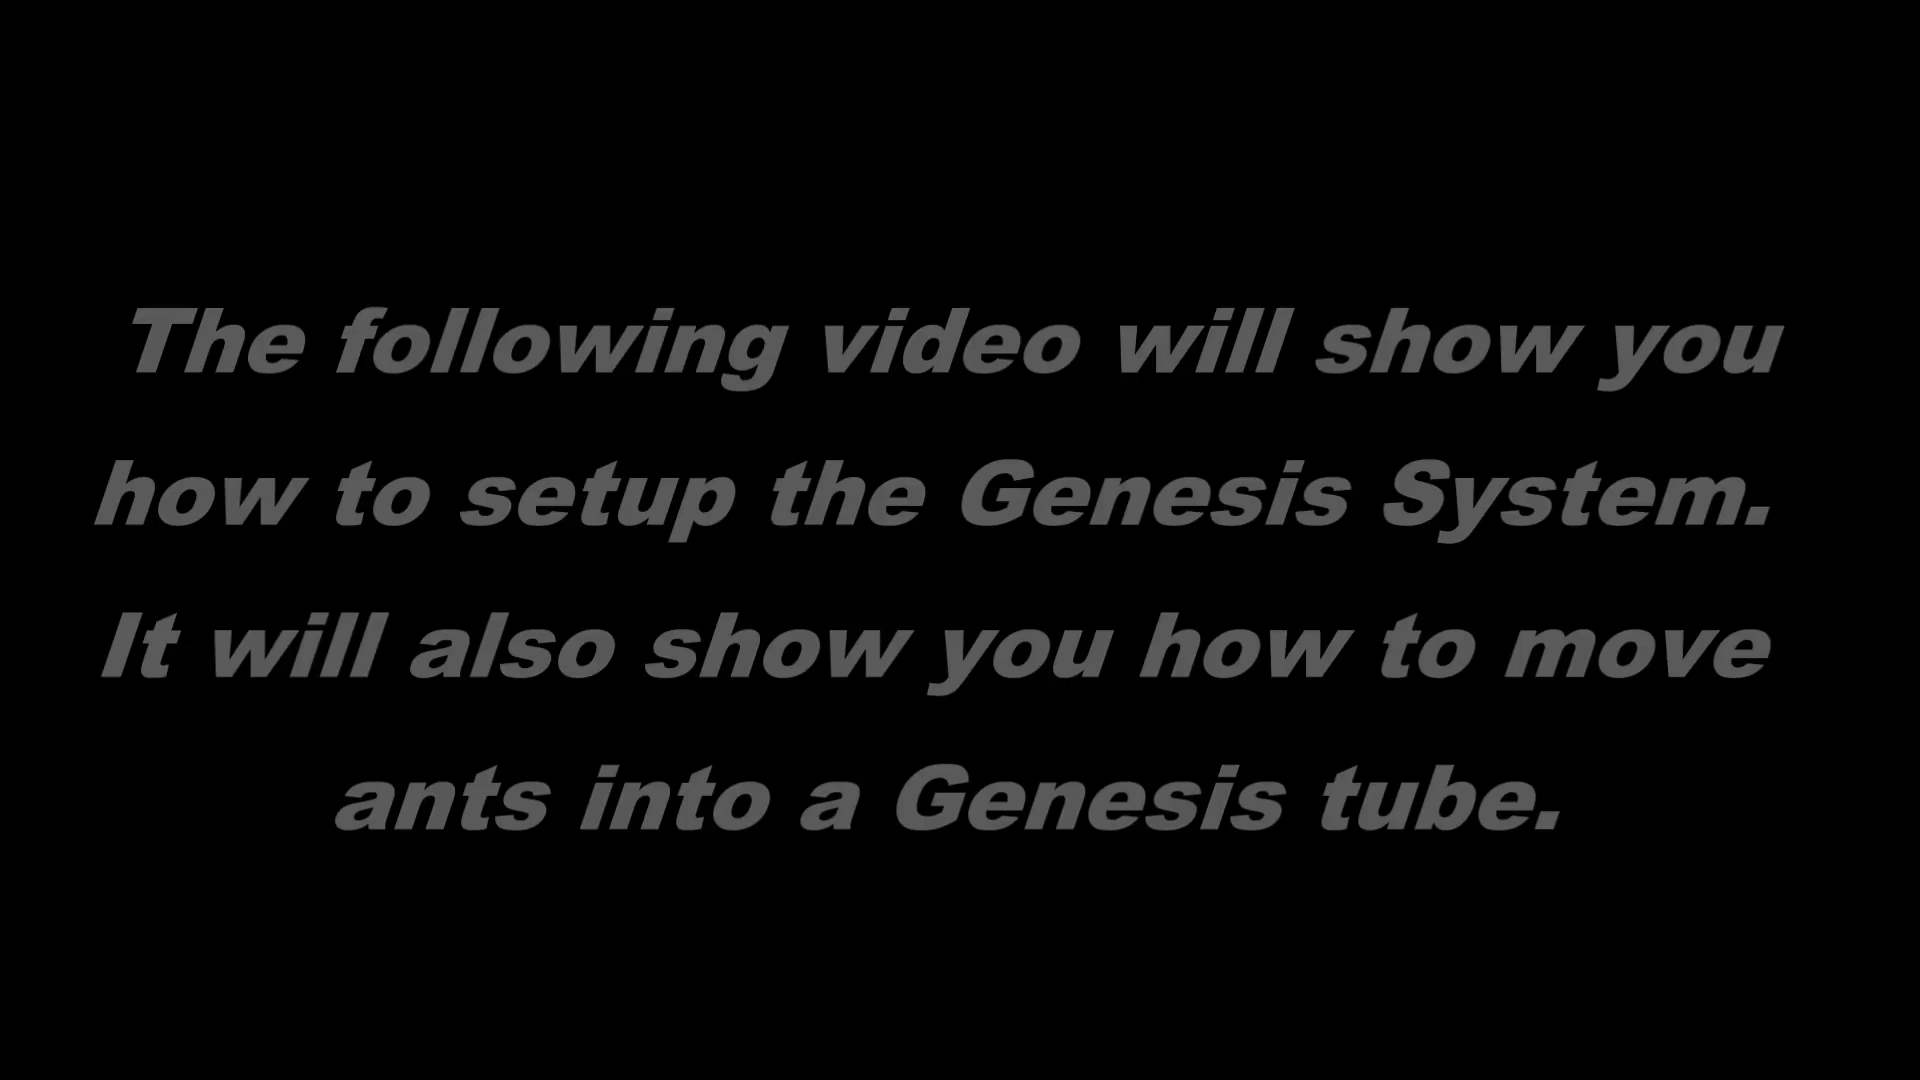 The following video will show you
how to setup the Genesis System.
It will also show you how to move
ants into a Genesis tube.